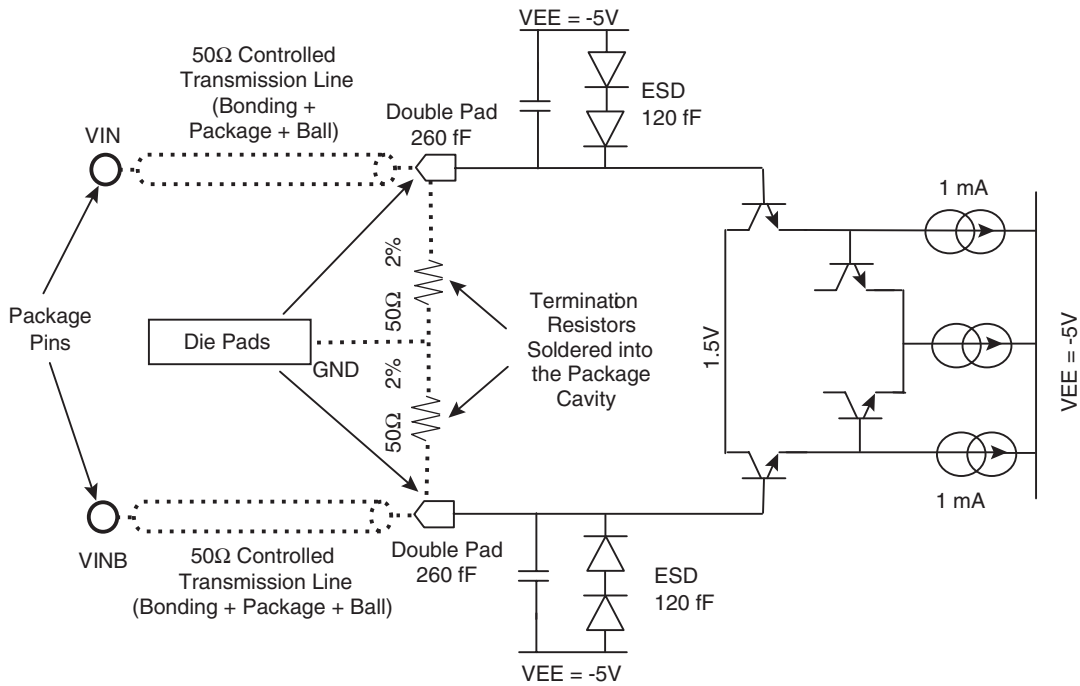 VEE = -5V
50Ω Controlled
Transmission Line
(Bonding +
Package + Ball)
ESD
120 fF
Double Pad
260 fF
VIN
1 mA
2%
50Ω
Package
Pins
Die Pads
GND
Termination
Resistors
Soldered into
the Package
Cavity
1.5V
VEE = -5V
2%
50Ω
1 mA
VINB
50Ω Controlled
Transmission Line
(Bonding + Package + Ball)
Double Pad
260 fF
ESD
120 fF
VEE = -5V